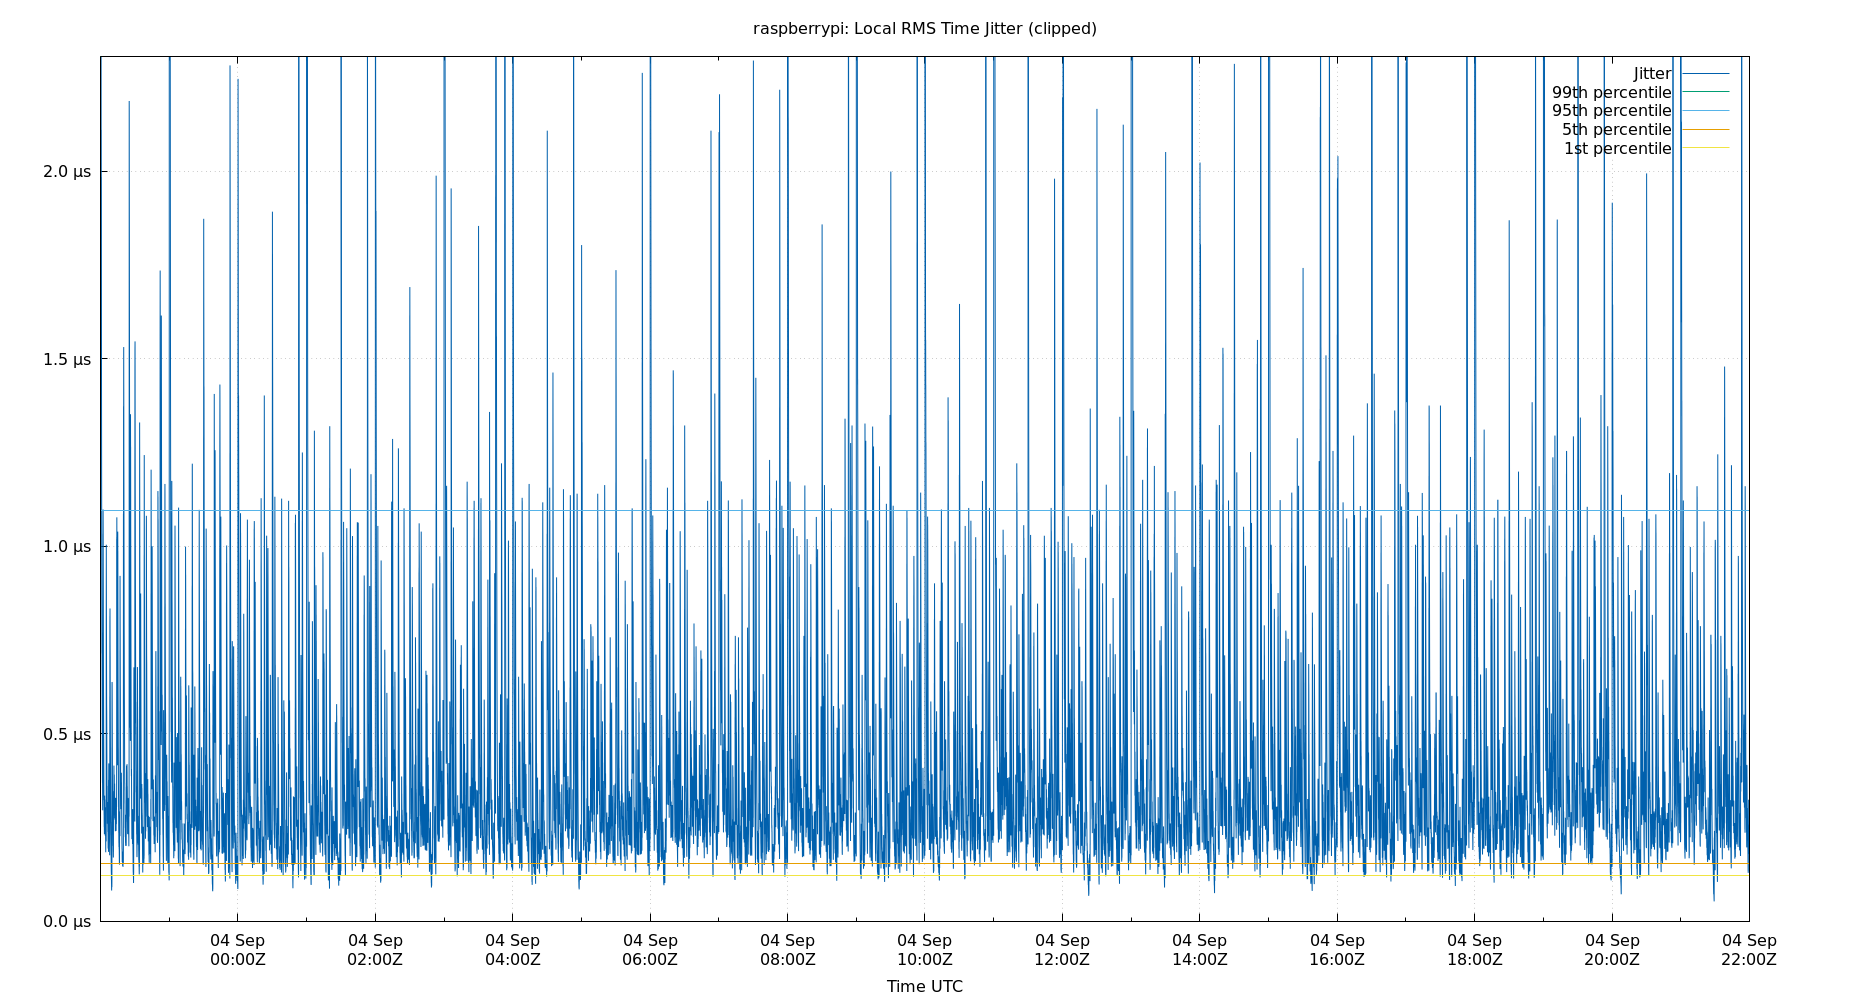 raspberrypi: Local RMS Time Jitter (clipped)
Jitter
99th percentile
95th percentile
5th percentile
1st percentile
2.0 µs
1.5 µs
1.0 µs
0.5 µs
0.0 µs
04 Sep 04 Sep 04 Sep 04 Sep 04 Sep 04 Sep 04 Sep 04 Sep 04 Sep 04 Sep 04 Sep 04 Sep
00:00Z 02:00Z 04:00Z 06:00Z 08:00Z 10:00Z 12:00Z 14:00Z 16:00Z 18:00Z 20:00Z 22:00Z
Time UTC